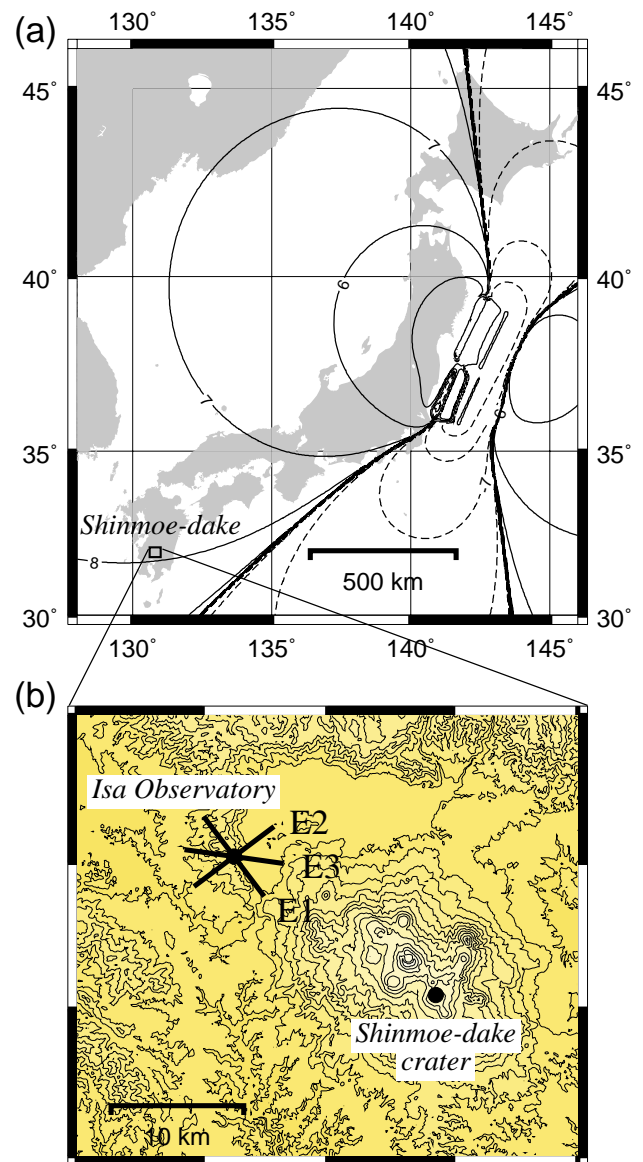 (a)
130˚ 135˚ 140˚ 145˚
45˚ 45˚
7
40˚ 40˚
6
7
6
35˚ 35˚
7
Shinmoe-dake
8
500 km
30˚ 30˚
130˚ 135˚ 140˚ 145˚
(b)
Isa Observatory
E2
E3
E1
Shinmoe-dake
crater
10 km